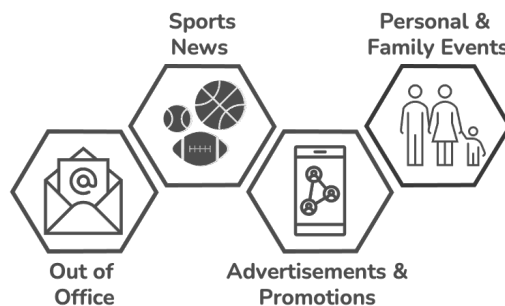 Sports
News
Personal &
Family Events
@
Out of
Office
Advertisements &
Promotions